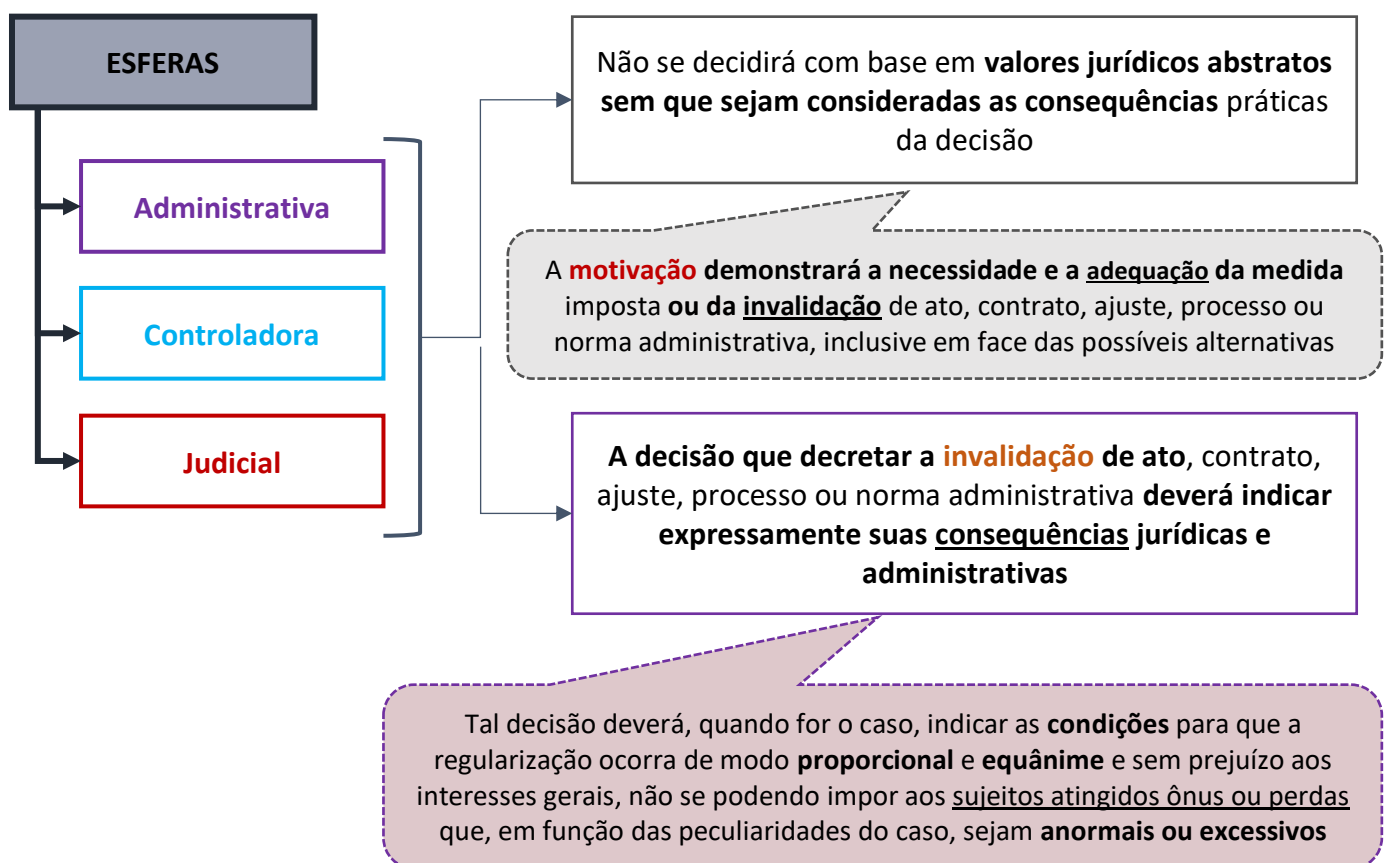 ESFERAS
Administrativa
Controladora
Judicial
Não se decidirá com base em valores jurídicos abstratos
sem que sejam consideradas as consequências práticas
da decisão
A motivação demonstrará a necessidade e a adequação da medida
imposta ou da invalidação de ato, contrato, ajuste, processo ou
norma administrativa, inclusive em face das possíveis alternativas
A decisão que decretar a invalidação de ato, contrato,
ajuste, processo ou norma administrativa deverá indicar
expressamente suas consequências jurídicas e
administrativas
Tal decisão deverá, quando for o caso, indicar as condições para que a
regularização ocorra de modo proporcional e equânime e sem prejuízo aos
interesses gerais, não se podendo impor aos sujeitos atingidos ônus ou perdas
que, em função das peculiaridades do caso, sejam anormais ou excessivos